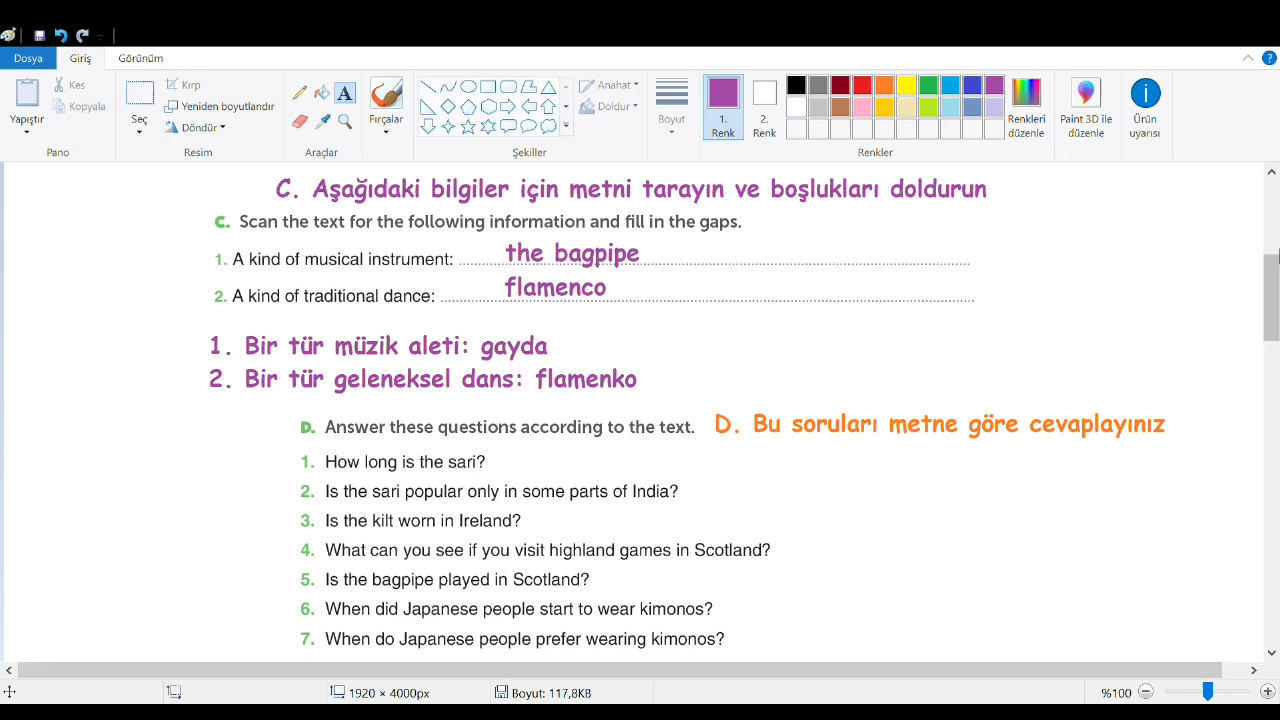 Dosya Giriş Görünüm
Yapıştır
Kes
Kopyala
Pano
Seç
Kırp
Yeniden boyutlandır
Döndür
Resim
A
Araçlar
Fırçalar
Şekiller
Anahat
Doldur
Boyut
1. Renk
2. Renk
Renkleri düzenle
Renkler
Paint 3D ile düzenle
Ürün uyarısı
C. Aşağıdaki bilgiler için metni tarayın ve boşlukları doldurun
C. Scan the text for the following information and fill in the gaps.
1. A kind of musical instrument: the bagpipe
2. A kind of traditional dance: flamenco
1. Bir tür müzik aleti: gayda
2. Bir tür geleneksel dans: flamenko
D. Answer these questions according to the text. D. Bu soruları metne göre cevaplayınız
1. How long is the sari?
2. Is the sari popular only in some parts of India?
3. Is the kilt worn in Ireland?
4. What can you see if you visit highland games in Scotland?
5. Is the bagpipe played in Scotland?
6. When did Japanese people start to wear kimonos?
7. When do Japanese people prefer wearing kimonos?
1920 × 4000px Boyut: 117,8KB %100